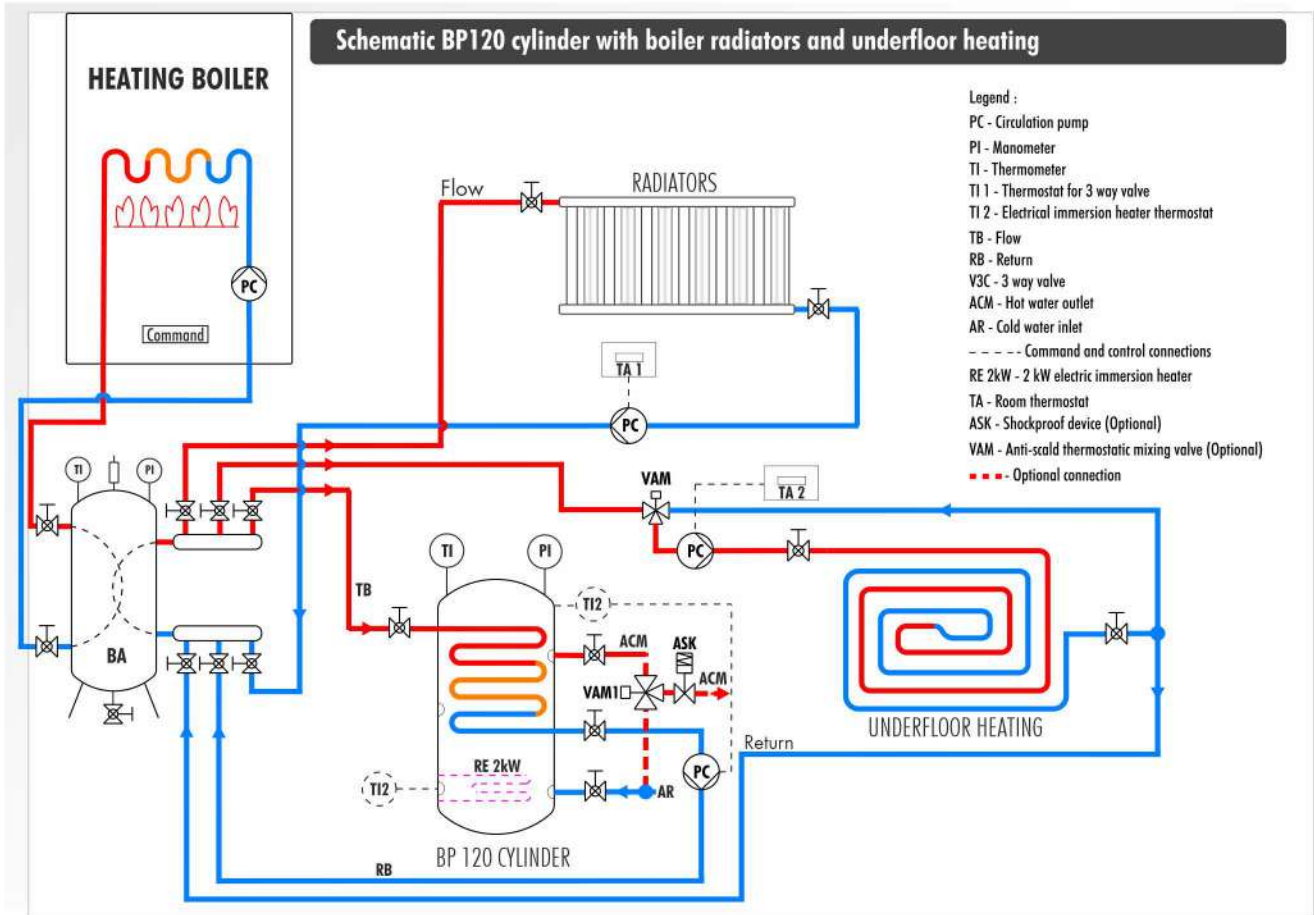 Schematic BP120 cylinder with boiler radiators and underfloor heating
HEATING BOILER
PC
Command
Flow
RADIATORS
TA 1
PC
Legend :
PC - Circulation pump
PI - Manometer
TI - Thermometer
TI 1 - Thermostat for 3 way valve
TI 2 - Electrical immersion heater thermostat
TB - Flow
RB - Return
V3C - 3 way valve
ACM - Hot water outlet
AR - Cold water inlet
- - - - - - Command and control connections
RE 2kW - 2 kW electric immersion heater
TA - Room thermostat
ASK - Shockproof device (Optional)
VAM - Anti-scald thermostatic mixing valve (Optional)
- Optional connection
TI
PI
BA
VAM
TA 2
PC
TI
PI
TB
TI2
ACM
ASK
VAM1
ACM
UNDERFLOOR HEATING
Return
RE 2kW
PC
TI2
AR
BP 120 CYLINDER
RB